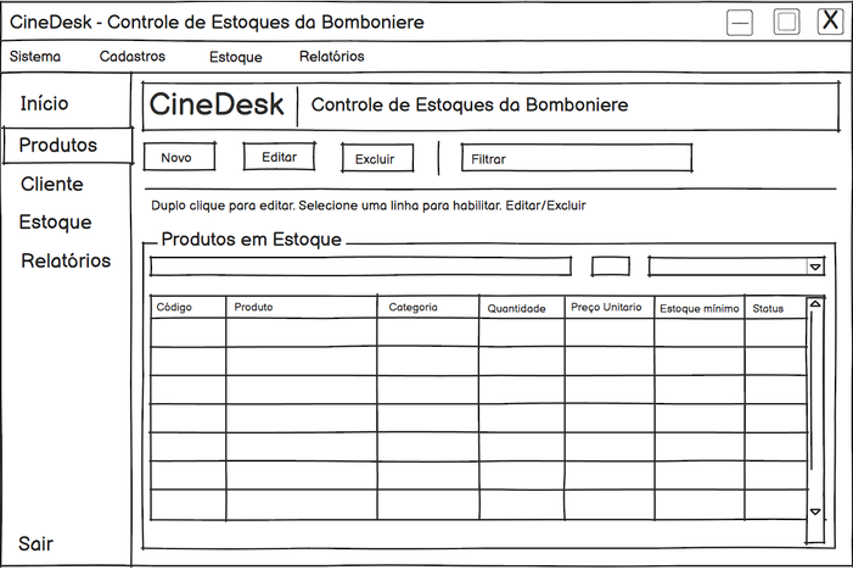 CineDesk - Controle de Estoques da Bomboniere
X
Sistema Cadastros Estoque Relatórios
Início
Produtos
Cliente
Estoque
Relatórios
Sair
CineDesk Controle de Estoques da Bomboniere
Novo Editar Excluir Filtrar
Duplo clique para editar. Selecione uma linha para habilitar. Editar/Excluir
Produtos em Estoque
Código Produto Categoria Quantidade Preço Unitario Estoque mínimo Status